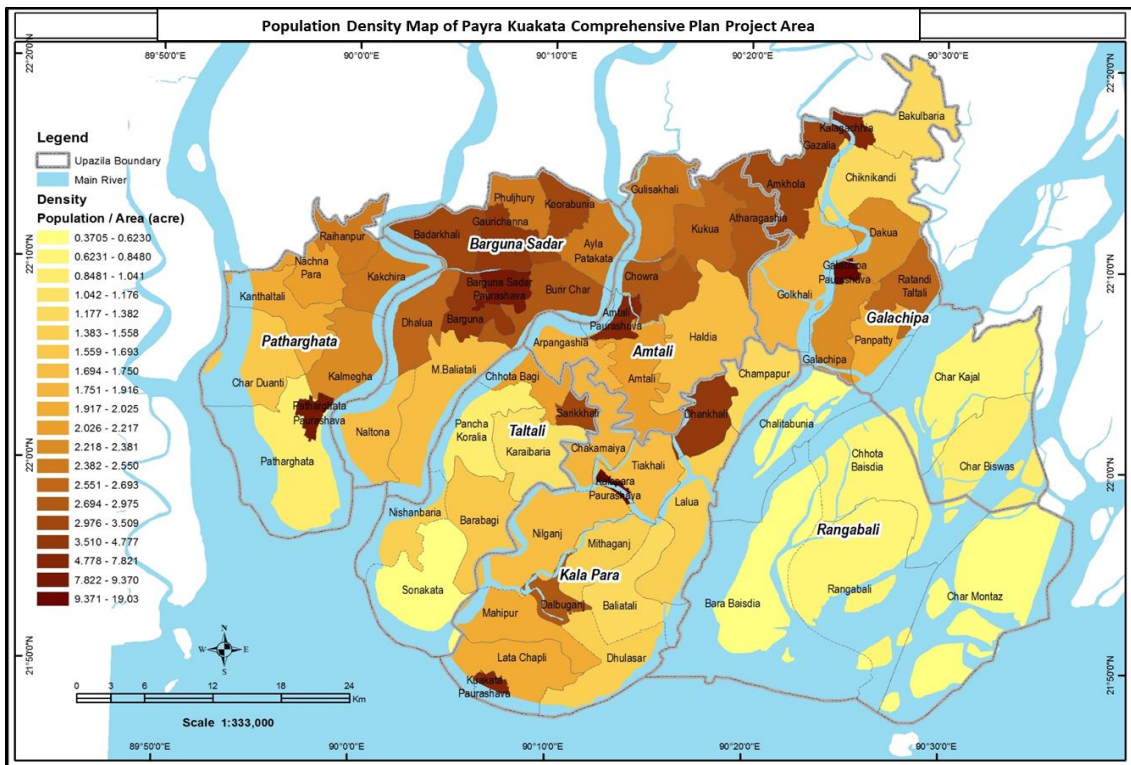 Population Density Map of Payra Kuakata Comprehensive Plan Project Area
89°50'0"E
90°0'0"E
90°10'0"E
90°20'0"E
90°30'0"E
22°20'0"N
22°20'0"N
22°10'0"N
22°10'0"N
22°0'0"N
22°0'0"N
21°50'0"N
21°50'0"N
Legend
Upazila Boundary
Main River
Density
Population / Area (acre)
0.3705 - 0.6230
0.6231 - 0.8480
0.8481 - 1.041
1.042 - 1.176
1.177 - 1.382
1.383 - 1.558
1.559 - 1.693
1.694 - 1.750
1.751 - 1.916
1.917 - 2.025
2.026 - 2.217
2.218 - 2.381
2.382 - 2.550
2.551 - 2.693
2.694 - 2.975
2.976 - 3.509
3.510 - 4.777
4.778 - 7.821
7.822 - 9.370
9.371 - 19.03
Bakulbaria
Kalagachhia
Gazalia
Chiniknandi
Amkhola
Gulisakhali
Phuljhury
Keorabunia
Gaurichanna
Badarkhali
Barguna Sadar
Atharagashia
Kukua
Raihanpur
Ayla
Patakata
Dakua
Nachna
Para
Kakchira
Chowra
Galachipa
Paurashava
Ratandi
Taltali
Kanthaltali
Barguna Sadar
Paurashava
Burir Char
Golkhali
Amtali
Paurashava
Dhalua
Barguna
Galachipa
Patharghata
Arpangashia
Haldia
Panpatty
Amtali
Galachipa
M.Baliatali
Char Duanti
Kalmegha
Chhota Bagi
Amtali
Champapur
Char Kajal
Patharghata
Paurashava
Sarikkhali
Dhankhali
Chalitabunia
Naltona
Pancha
Koralia
Taltali
Karaibaria
Chakamaiya
Chhota
Baisdia
Patharghata
Tiakhali
Char Biswas
Kalapara
Paurashava
Lalua
Nishanbaria
Barabagi
Nilganj
Mithaganj
Rangabali
Kala Para
Sonakata
Rangabali
Dalbuganj
Baliatali
Bara Baisdia
Char Montaz
Mahipur
Lata Chapli
Dhulasar
Kuakata
Paurashava
N
W E
S
0 3 6 12 18 24
Km
Scale 1:333,000
89°50'0"E
90°0'0"E
90°10'0"E
90°20'0"E
90°30'0"E